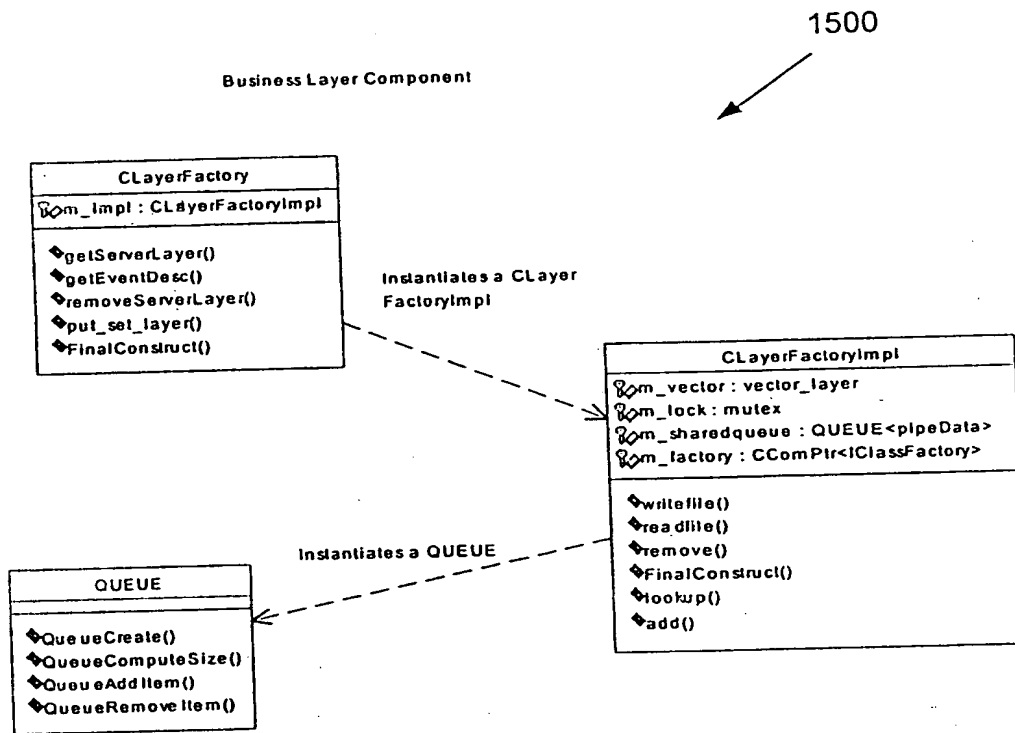 1500
Business Layer Component
CLayerFactory
m_Impl : CLayerFactoryImpl
getServerLayer()
getEventDesc()
removeServerLayer()
put_set_layer()
FinalConstruct()
Instantiates a CLayer
FactoryImpl
CLayerFactoryImpl
m_vector : vector_layer
m_lock : mutex
m_sharedqueue : QUEUE<pipeData>
m_factory : CComPtr<IClassFactory>
writefile()
readfile()
remove()
FinalConstruct()
lookup()
add()
Instantiates a QUEUE
QUEUE
QueueCreate()
QueueComputeSize()
QueueAddItem()
QueueRemoveItem()